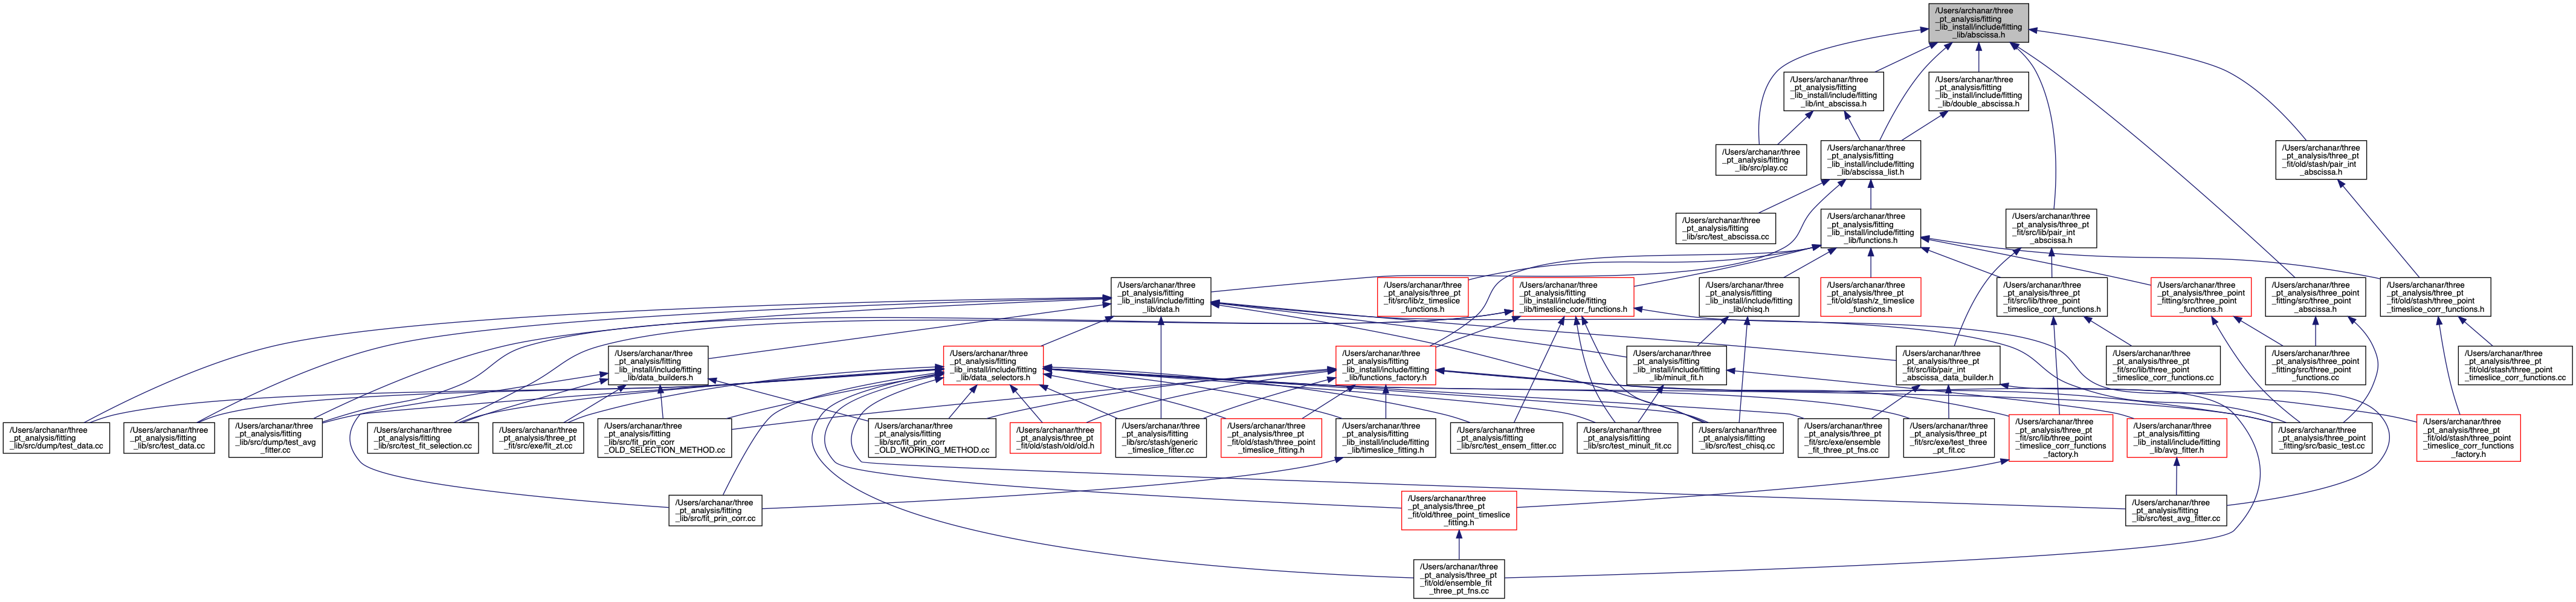 /Users/archanar/three
_pt_analysis/fitting
_lib_install/include/fitting
_lib/abscissa.h
/Users/archanar/three
_pt_analysis/fitting
_lib_install/include/fitting
_lib/int_abscissa.h
/Users/archanar/three
_pt_analysis/fitting
_lib_install/include/fitting
_lib/double_abscissa.h
/Users/archanar/three
_pt_analysis/fitting
_lib/src/play.cc
/Users/archanar/three
_pt_analysis/fitting
_lib_install/include/fitting
_lib/abscissa_list.h
/Users/archanar/three
_pt_analysis/three_pt
_fit/old/stash/pair_int
_abscissa.h
/Users/archanar/three
_pt_analysis/fitting
_lib/src/test_abscissa.cc
/Users/archanar/three
_pt_analysis/fitting
_lib_install/include/fitting
_lib/functions.h
/Users/archanar/three
_pt_analysis/three_pt
_fit/src/lib/pair_int
_abscissa.h
/Users/archanar/three
_pt_analysis/fitting
_lib_install/include/fitting
_lib/data.h
/Users/archanar/three
_pt_analysis/three_pt
_fit/src/lib/z_timeslice
_functions.h
/Users/archanar/three
_pt_analysis/fitting
_lib_install/include/fitting
_lib/timeslice_corr_functions.h
/Users/archanar/three
_pt_analysis/fitting
_lib_install/include/fitting
_lib/chisq.h
/Users/archanar/three
_pt_analysis/three_pt
_fit/old/stash/z_timeslice
_functions.h
/Users/archanar/three
_pt_analysis/three_pt
_fit/src/lib/three_point
_timeslice_corr_functions.h
/Users/archanar/three
_pt_analysis/three_point
_fitting/src/three_point
_functions.h
/Users/archanar/three
_pt_analysis/three_point
_fitting/src/three_point
_abscissa.h
/Users/archanar/three
_pt_analysis/three_pt
_fit/old/stash/three_point
_timeslice_corr_functions.h
/Users/archanar/three
_pt_analysis/fitting
_lib_install/include/fitting
_lib/data_builders.h
/Users/archanar/three
_pt_analysis/fitting
_lib_install/include/fitting
_lib/data_selectors.h
/Users/archanar/three
_pt_analysis/fitting
_lib_install/include/fitting
_lib/functions_factory.h
/Users/archanar/three
_pt_analysis/fitting
_lib_install/include/fitting
_lib/minuit_fit.h
/Users/archanar/three
_pt_analysis/three_pt
_fit/src/lib/pair_int
_abscissa_data_builder.h
/Users/archanar/three
_pt_analysis/three_pt
_fit/src/lib/three_point
_timeslice_corr_functions.cc
/Users/archanar/three
_pt_analysis/three_point
_fitting/src/three_point
_functions.cc
/Users/archanar/three
_pt_analysis/three_pt
_fit/old/stash/three_point
_timeslice_corr_functions.cc
/Users/archanar/three
_pt_analysis/fitting
_lib/src/dump/test_data.cc
/Users/archanar/three
_pt_analysis/fitting
_lib/src/test_data.cc
/Users/archanar/three
_pt_analysis/fitting
_lib/src/dump/test_avg
_fitter.cc
/Users/archanar/three
_pt_analysis/fitting
_lib/src/test_fit_selection.cc
/Users/archanar/three
_pt_analysis/three_pt
_fit/src/exe/fit_zt.cc
/Users/archanar/three
_pt_analysis/fitting
_lib/src/fit_prin_corr
_OLD_SELECTION_METHOD.cc
/Users/archanar/three
_pt_analysis/fitting
_lib/src/fit_prin_corr
_OLD_WORKING_METHOD.cc
/Users/archanar/three
_pt_analysis/three_pt
_fit/old/stash/old/old.h
/Users/archanar/three
_pt_analysis/fitting
_lib/src/stash/generic
_timeslice_fitter.cc
/Users/archanar/three
_pt_analysis/three_pt
_fit/old/stash/three_point
_timeslice_fitting.h
/Users/archanar/three
_pt_analysis/fitting
_lib_install/include/fitting
_lib/timeslice_fitting.h
/Users/archanar/three
_pt_analysis/fitting
_lib/src/test_ensem_fitter.cc
/Users/archanar/three
_pt_analysis/fitting
_lib/src/test_minuit_fit.cc
/Users/archanar/three
_pt_analysis/fitting
_lib/src/test_chisq.cc
/Users/archanar/three
_pt_analysis/three_pt
_fit/src/exe/ensemble
_fit_three_pt_fns.cc
/Users/archanar/three
_pt_analysis/three_pt
_fit/src/exe/test_three
_pt_fit.cc
/Users/archanar/three
_pt_analysis/three_pt
_fit/src/lib/three_point
_timeslice_corr_functions
_factory.h
/Users/archanar/three
_pt_analysis/fitting
_lib_install/include/fitting
_lib/avg_fitter.h
/Users/archanar/three
_pt_analysis/three_point
_fitting/src/basic_test.cc
/Users/archanar/three
_pt_analysis/three_pt
_fit/old/stash/three_point
_timeslice_corr_functions
_factory.h
/Users/archanar/three
_pt_analysis/fitting
_lib/src/fit_prin_corr.cc
/Users/archanar/three
_pt_analysis/three_pt
_fit/old/three_point_timeslice
_fitting.h
/Users/archanar/three
_pt_analysis/fitting
_lib/src/test_avg_fitter.cc
/Users/archanar/three
_pt_analysis/three_pt
_fit/old/ensemble_fit
_three_pt_fns.cc